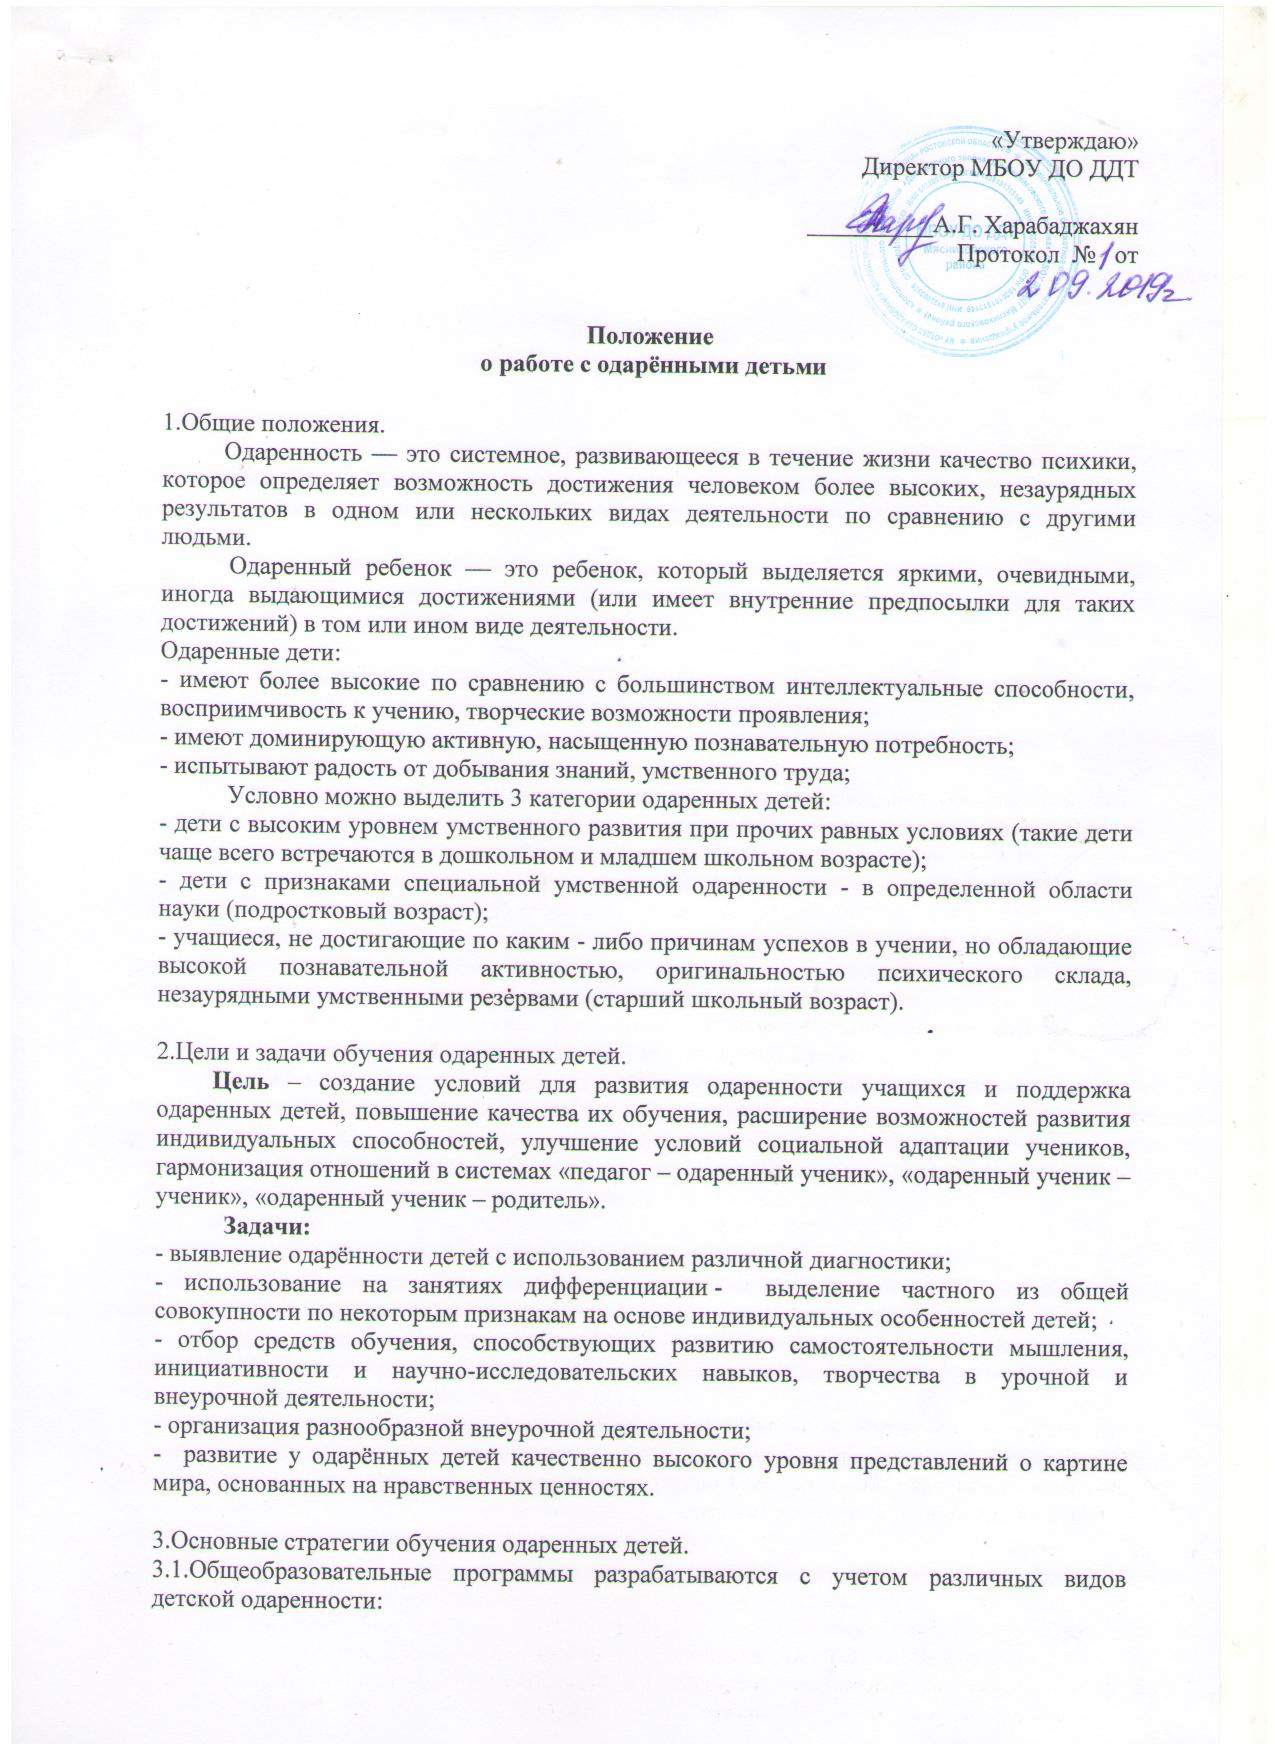 «Утверждаю»
Директор МБОУ ДО ДДТ
__________А.Г. Харабаджахян
Протокол №1 от
2 09. 2019г
Положение
о работе с одарёнными детьми
1.Общие положения.
Одаренность — это системное, развивающееся в течение жизни качество психики,
которое определяет возможность достижения человеком более высоких, незаурядных
результатов в одном или нескольких видах деятельности по сравнению с другими
людьми.
Одаренный ребенок — это ребенок, который выделяется яркими, очевидными,
иногда выдающимися достижениями (или имеет внутренние предпосылки для таких
достижений) в том или ином виде деятельности.
Одаренные дети:
- имеют более высокие по сравнению с большинством интеллектуальные способности,
восприимчивость к учению, творческие возможности проявления;
- имеют доминирующую активную, насыщенную познавательную потребность;
- испытывают радость от добывания знаний, умственного труда;
Условно можно выделить 3 категории одаренных детей:
- дети с высоким уровнем умственного развития при прочих равных условиях (такие дети
чаще всего встречаются в дошкольном и младшем школьном возрасте);
- дети с признаками специальной умственной одаренности - в определенной области
науки (подростковый возраст);
- учащиеся, не достигающие по каким - либо причинам успехов в учении, но обладающие
высокой познавательной активностью, оригинальностью психического склада,
незаурядными умственными резервами (старший школьный возраст).
2.Цели и задачи обучения одаренных детей.
Цель – создание условий для развития одаренности учащихся и поддержка
одаренных детей, повышение качества их обучения, расширение возможностей развития
индивидуальных способностей, улучшение условий социальной адаптации учеников,
гармонизация отношений в системах «педагог – одаренный ученик», «одаренный ученик –
ученик», «одаренный ученик – родитель».
Задачи:
- выявление одарённости детей с использованием различной диагностики;
- использование на занятиях дифференциации - выделение частного из общей
совокупности по некоторым признакам на основе индивидуальных особенностей детей;
- отбор средств обучения, способствующих развитию самостоятельности мышления,
инициативности и научно-исследовательских навыков, творчества в урочной и
внеурочной деятельности;
- организация разнообразной внеурочной деятельности;
- развитие у одарённых детей качественно высокого уровня представлений о картине
мира, основанных на нравственных ценностях.
3.Основные стратегии обучения одаренных детей.
3.1.Общеобразовательные программы разрабатываются с учетом различных видов
детской одаренности: